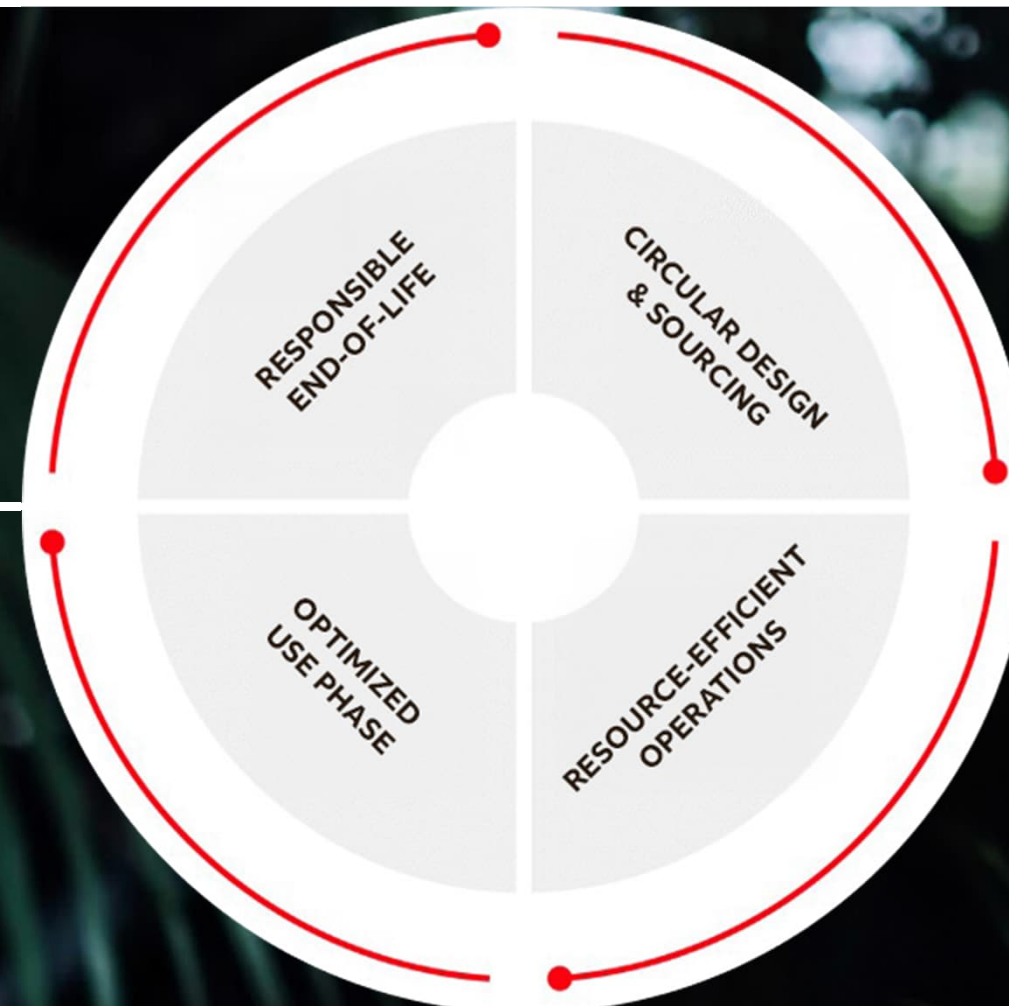 RESPONSIBLE
END-OF-LIFE
CIRCULAR DESIGN
& SOURCING
OPTIMIZED
USE PHASE
RESOURCE-EFFICIENT
OPERATIONS